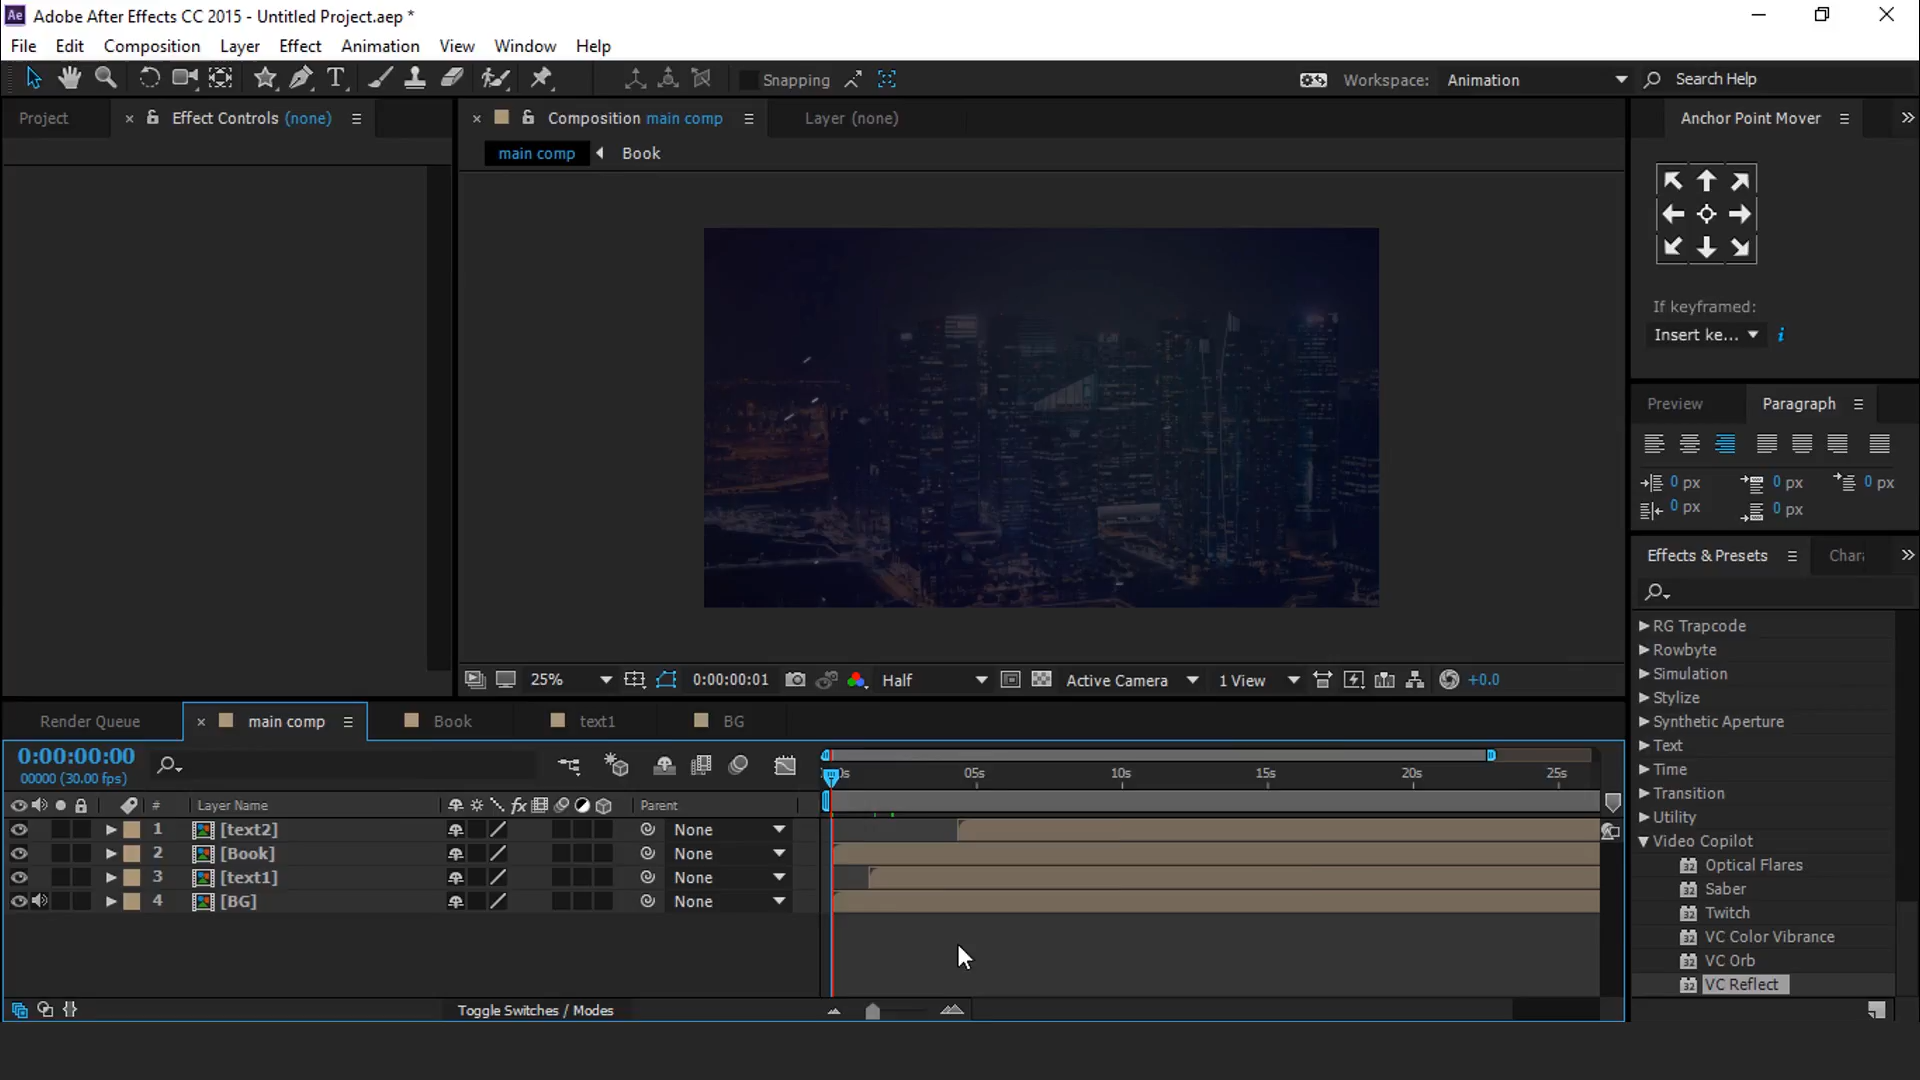 Adobe After Effects CC 2015 - Untitled Project.aep *
File Edit Composition Layer Effect Animation View Window Help
Snapping Workspace: Animation Search Help
Project Effect Controls (none) Composition main comp Layer (none) Anchor Point Mover
main comp Book
If keyframed:
Insert ke...
Preview Paragraph
0 px 0 px 0 px
0 px 0 px
Effects & Presets Char
RG Trapcode
Rowbyte
Simulation
Stylize
Synthetic Aperture
Text
Time
Transition
Utility
Video Copilot
Optical Flares
Saber
Twitch
VC Color Vibrance
VC Orb
VC Reflect
25% 0:00:00:01 Half Active Camera 1 View +0.0
Render Queue main comp Book text1 BG
0:00:00:00
00000 (30.00 fps)
0s 05s 10s 15s 20s 25s
# Layer Name fx Parent
1 [text2] None
2 [Book] None
3 [text1] None
4 [BG] None
Toggle Switches / Modes